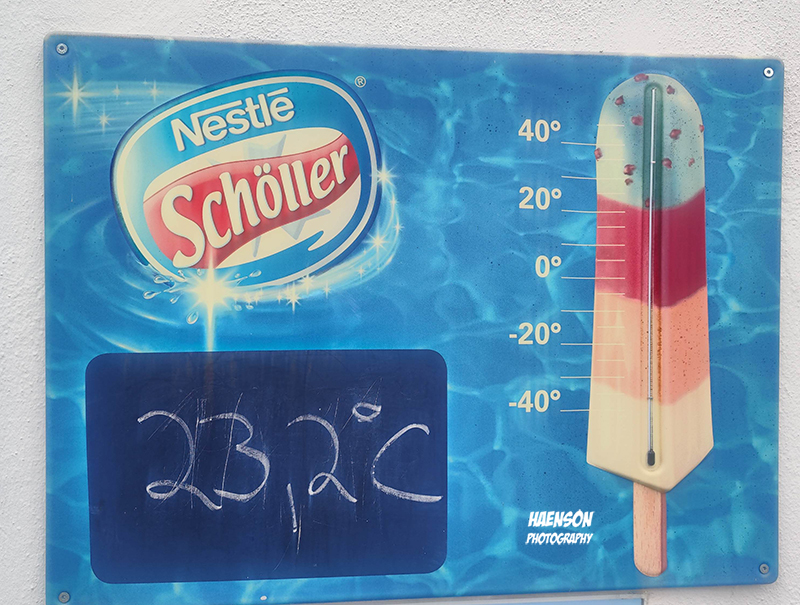 Nestlé ®
Schöller
23,2°C
40°
20°
0°
-20°
-40°
HAENSON
PHOTOGRAPHY